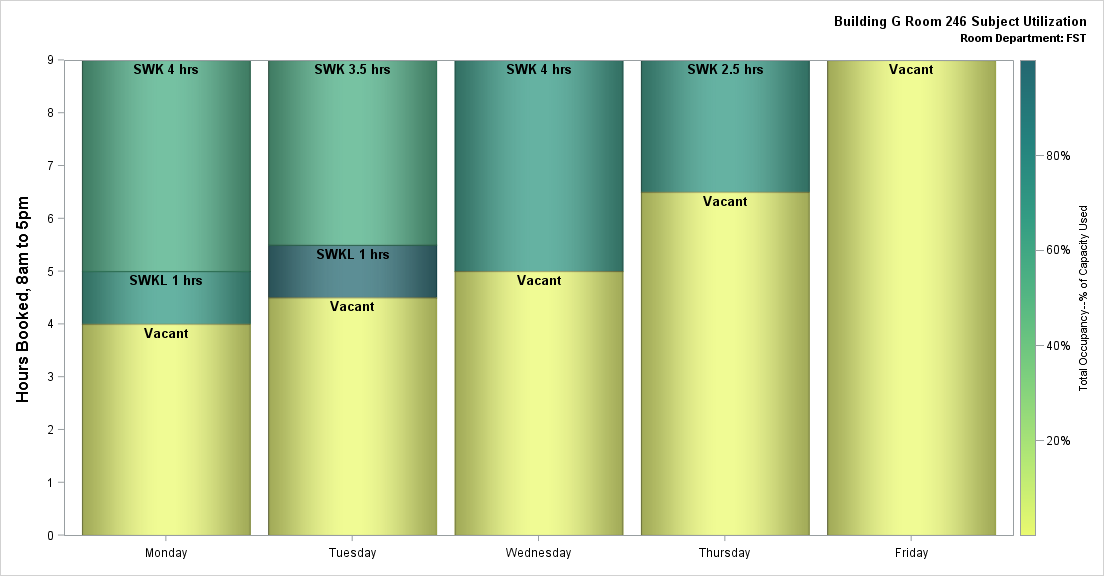 Building G Room 246 Subject Utilization
Room Department: FST
Hours Booked, 8am to 5pm
9
8
7
6
5
4
3
2
1
0
SWK 4 hrs
SWKL 1 hrs
Vacant
SWK 3.5 hrs
SWKL 1 hrs
Vacant
SWK 4 hrs
Vacant
SWK 2.5 hrs
Vacant
Vacant
Monday
Tuesday
Wednesday
Thursday
Friday
80%
60%
40%
20%
Total Occupancy--% of Capacity Used